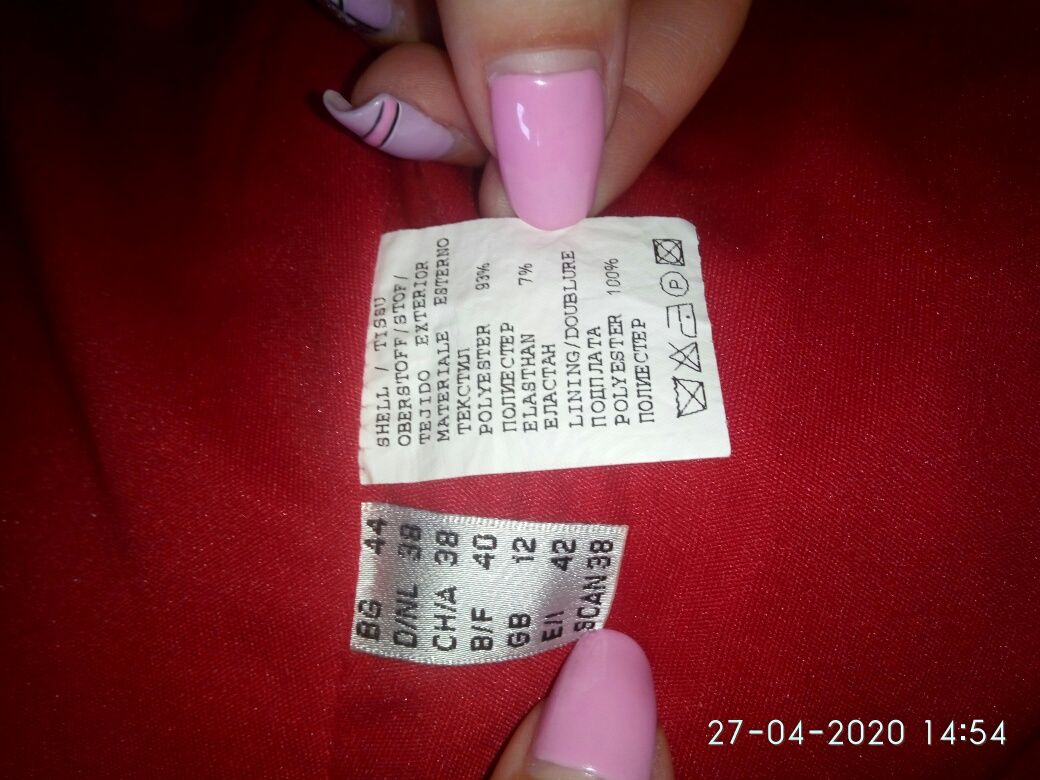 SHELL / TISSU
OBERSTOFF/STOF/
TEJIDO EXTERIOR
MATERIALE ESTERNO
ТЕКСТИЛ
POLYESTER 93%
ПОЛИЕСТЕР
ELASTHAN 7%
ЕЛАСТАН
LINING/DOUBLURE
ПОДПЛАТА
POLYESTER 100%
ПОЛИЕСТЕР
P
BG 44
D/NL 38
CH/A 38
B/F 40
GB 12
E/I 42
SCAN 38
27-04-2020 14:54